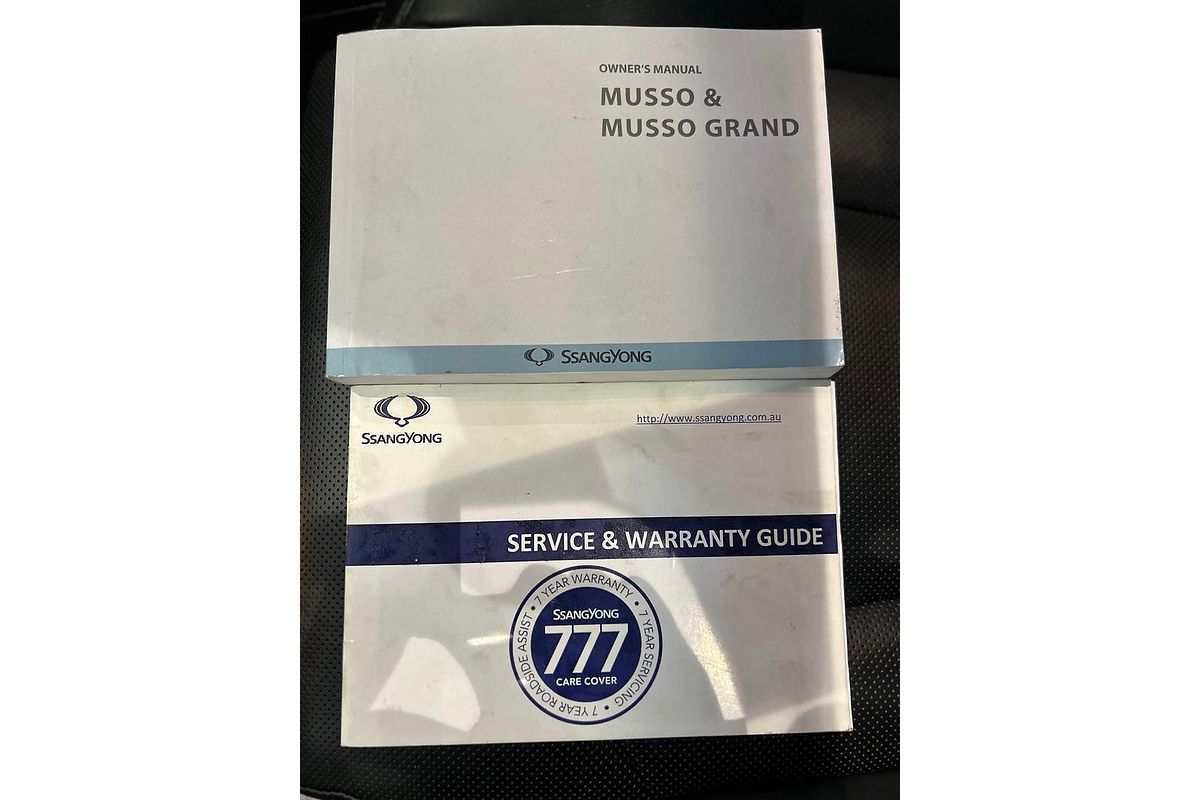 OWNER'S MANUAL
MUSSO &
MUSSO GRAND
SSANGYONG
SSANGYONG
http://www.ssangyong.com.au
SERVICE & WARRANTY GUIDE
7 YEAR WARRANTY • 7 YEAR SERVICING • 7 YEAR ROADSIDE ASSIST •
SSANGYONG
777
CARE COVER